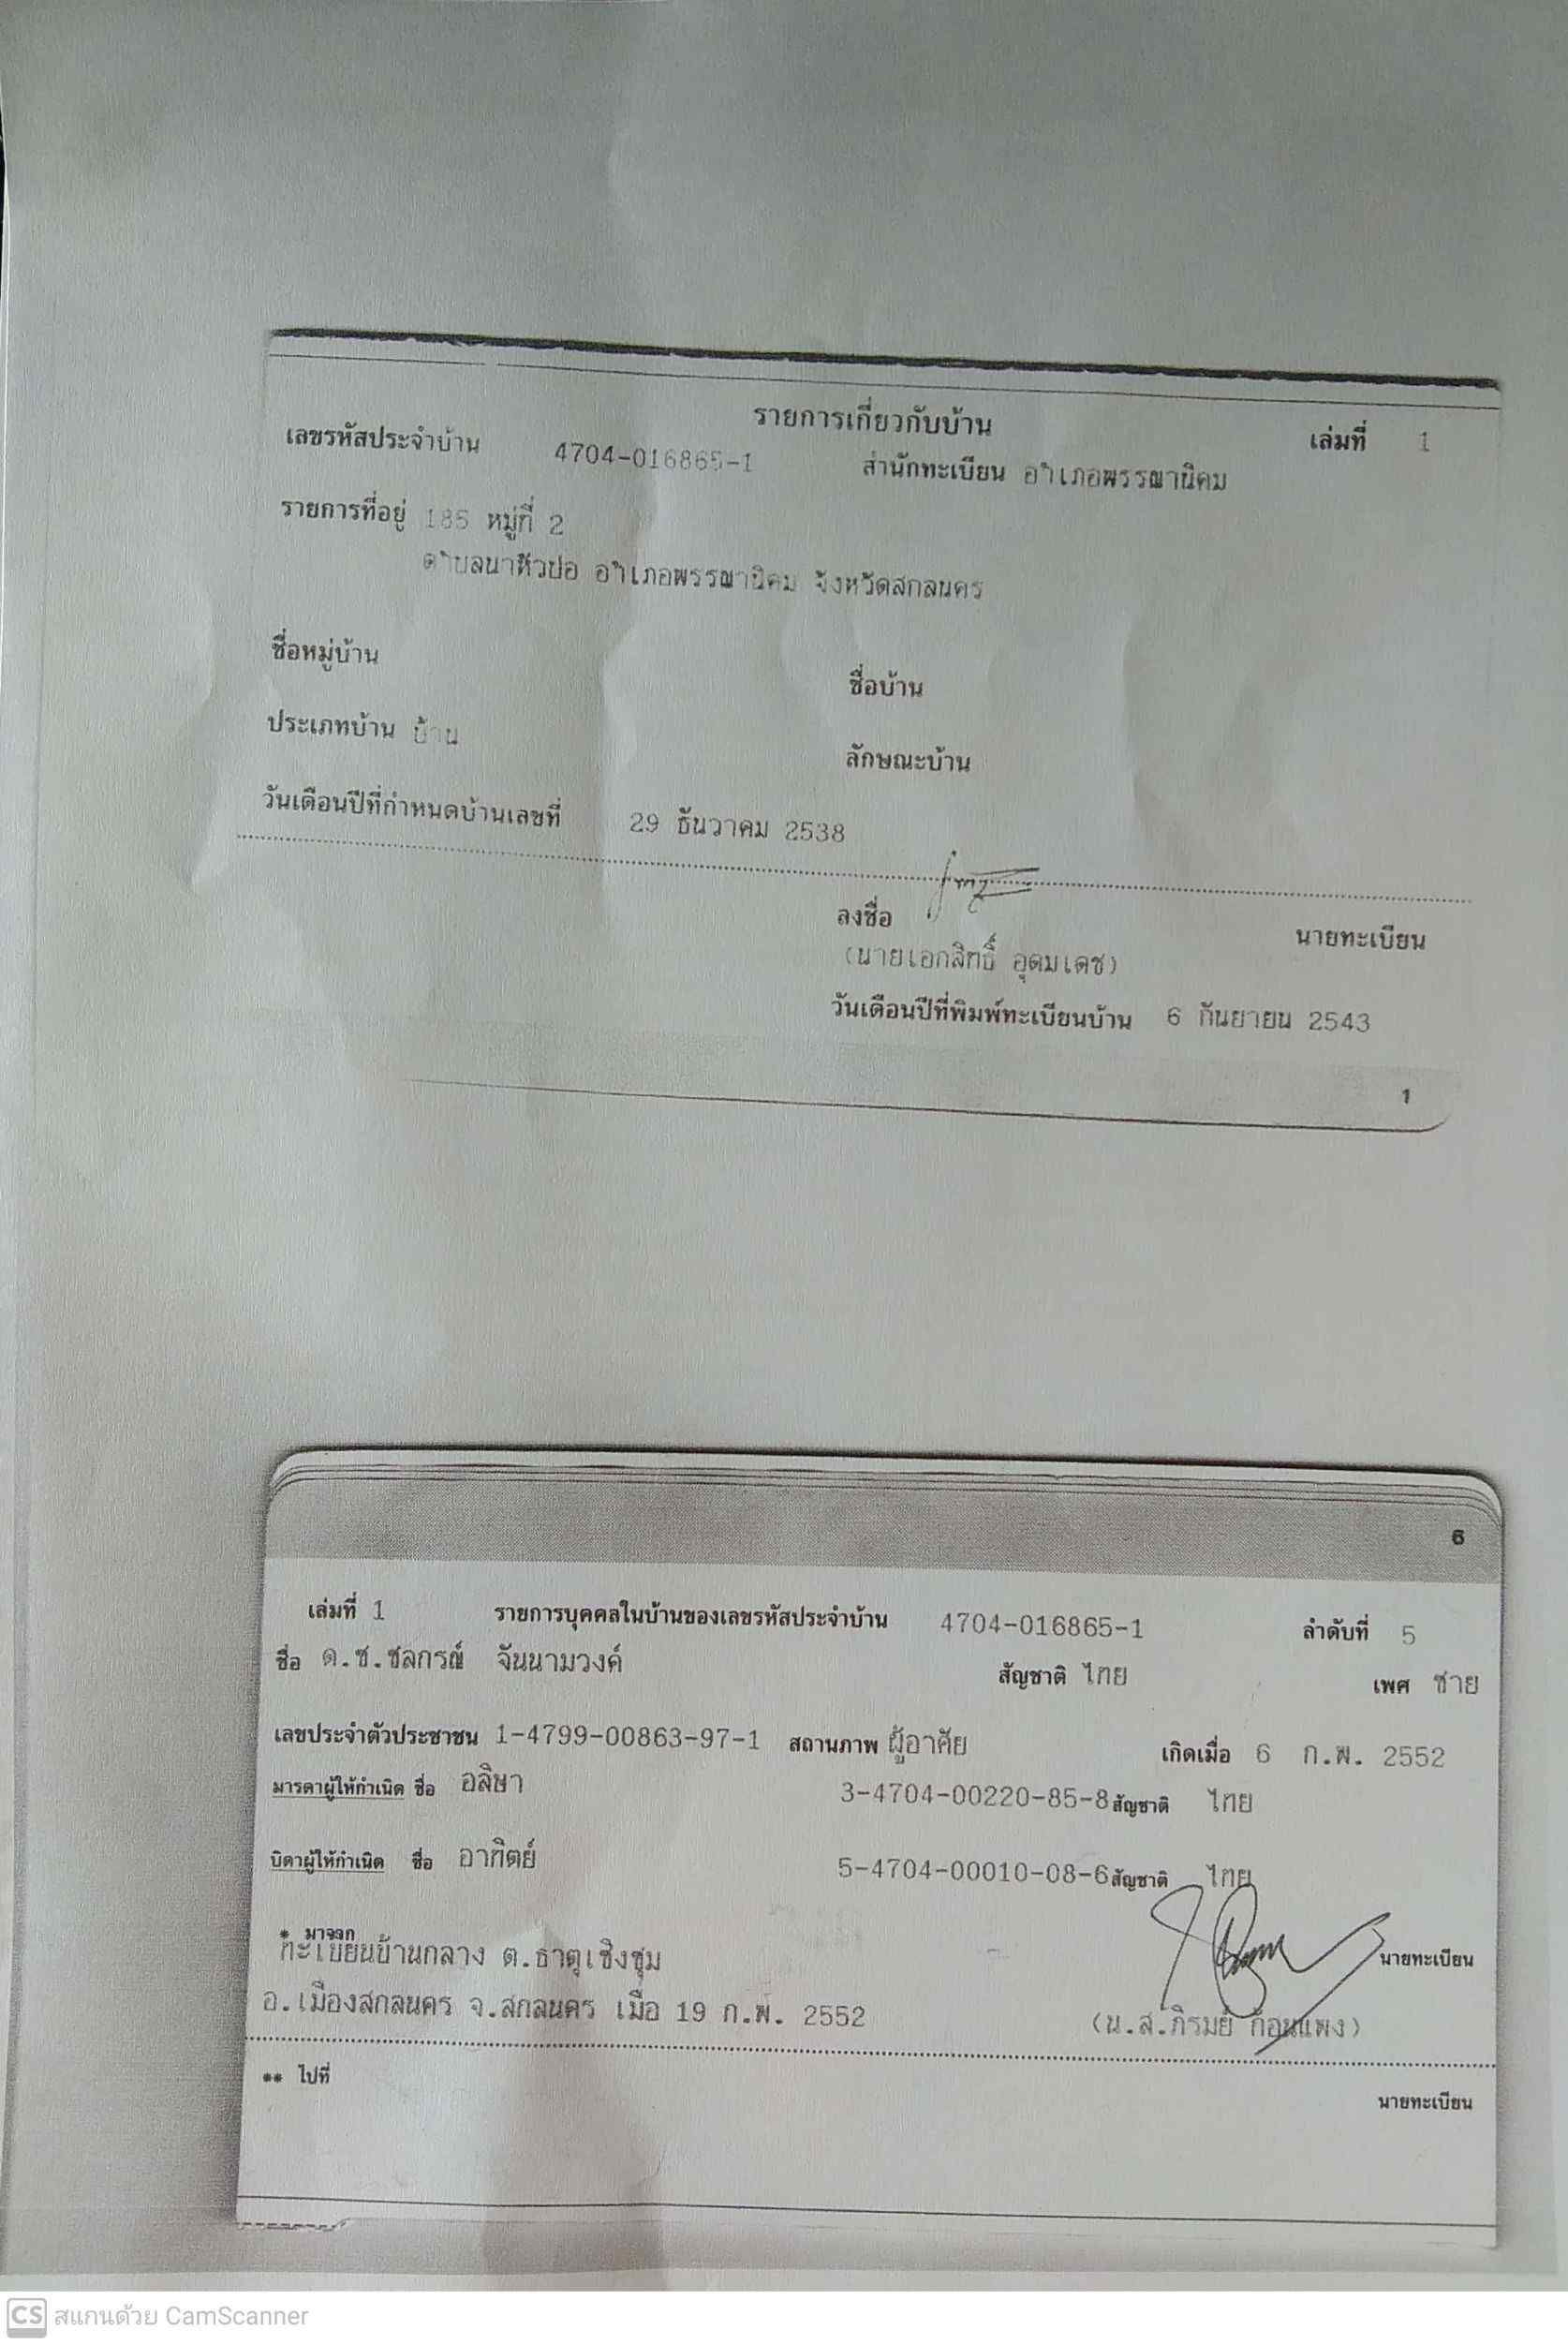 รายการเกี่ยวกับบ้าน
เล่มที่ 1
เลขรหัสประจำบ้าน 4704-016865-1 สำนักทะเบียน อำเภอพรรณานิคม
รายการที่อยู่ 185 หมู่ที่ 2
ตำบลนาหัวบ่อ อำเภอพรรณานิคม จังหวัดสกลนคร
ชื่อหมู่บ้าน ชื่อบ้าน
ประเภทบ้าน บ้าน ลักษณะบ้าน
วันเดือนปีที่กำหนดบ้านเลขที่ 29 ธันวาคม 2538
ลงชื่อ นายทะเบียน
(นายเอกสิทธิ์ อุดมเดช)
วันเดือนปีที่พิมพ์ทะเบียนบ้าน 6 กันยายน 2543
1
6
เล่มที่ 1 รายการบุคคลในบ้านของเลขรหัสประจำบ้าน 4704-016865-1 ลำดับที่ 5
ชื่อ ด.ช.ชลกรณ์ จันนามวงค์ สัญชาติ ไทย เพศ ชาย
เลขประจำตัวประชาชน 1-4799-00863-97-1 สถานภาพ ผู้อาศัย เกิดเมื่อ 6 ก.พ. 2552
มารดาผู้ให้กำเนิด ชื่อ อลิษา 3-4704-00220-85-8 สัญชาติ ไทย
บิดาผู้ให้กำเนิด ชื่อ อาทิตย์ 5-4704-00010-08-6 สัญชาติ ไทย
* มาจาก
ทะเบียนบ้านกลาง ต.ธาตุเชิงชุม นายทะเบียน
อ.เมืองสกลนคร จ.สกลนคร เมื่อ 19 ก.พ. 2552 (น.ส.ภิรมย์ ก้อนแพง)
** ไปที่
นายทะเบียน
CS สแกนด้วย CamScanner